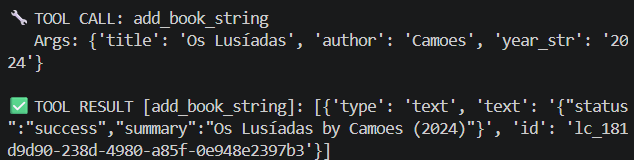 🔧 TOOL CALL: add_book_string
Args: {'title': 'Os Lusíadas', 'author': 'Camoes', 'year_str': '20
24'}
✅ TOOL RESULT [add_book_string]: [{'type': 'text', 'text': '{"status
":"success","summary":"Os Lusíadas by Camoes (2024)"}', 'id': 'lc_181
d9d90-238d-4980-a85f-0e948e2397b3'}]